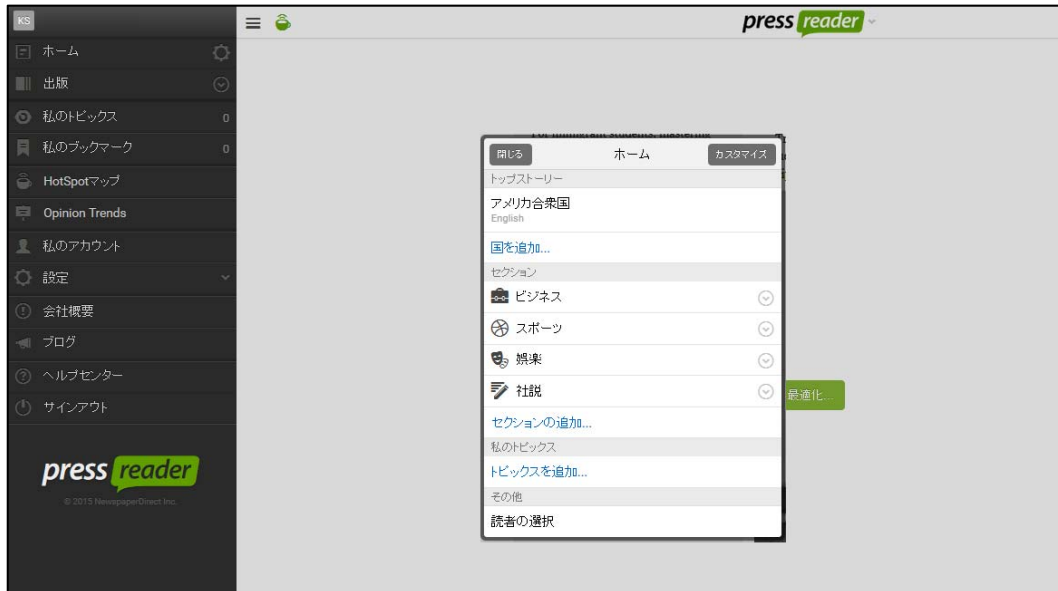 KS
press reader
ホーム
出版
私のトピックス 0
私のブックマーク 0
HotSpotマップ
Opinion Trends
私のアカウント
設定
会社概要
ブログ
ヘルプセンター
サインアウト
press reader
© 2015 NewspaperDirect Inc.
For immigrant students, mastering
閉じる ホーム カスタマイズ
トップストーリー
アメリカ合衆国
English
国を追加...
セクション
ビジネス
スポーツ
娯楽
社説
セクションの追加...
私のトピックス
トピックスを追加...
その他
読者の選択
最適化...